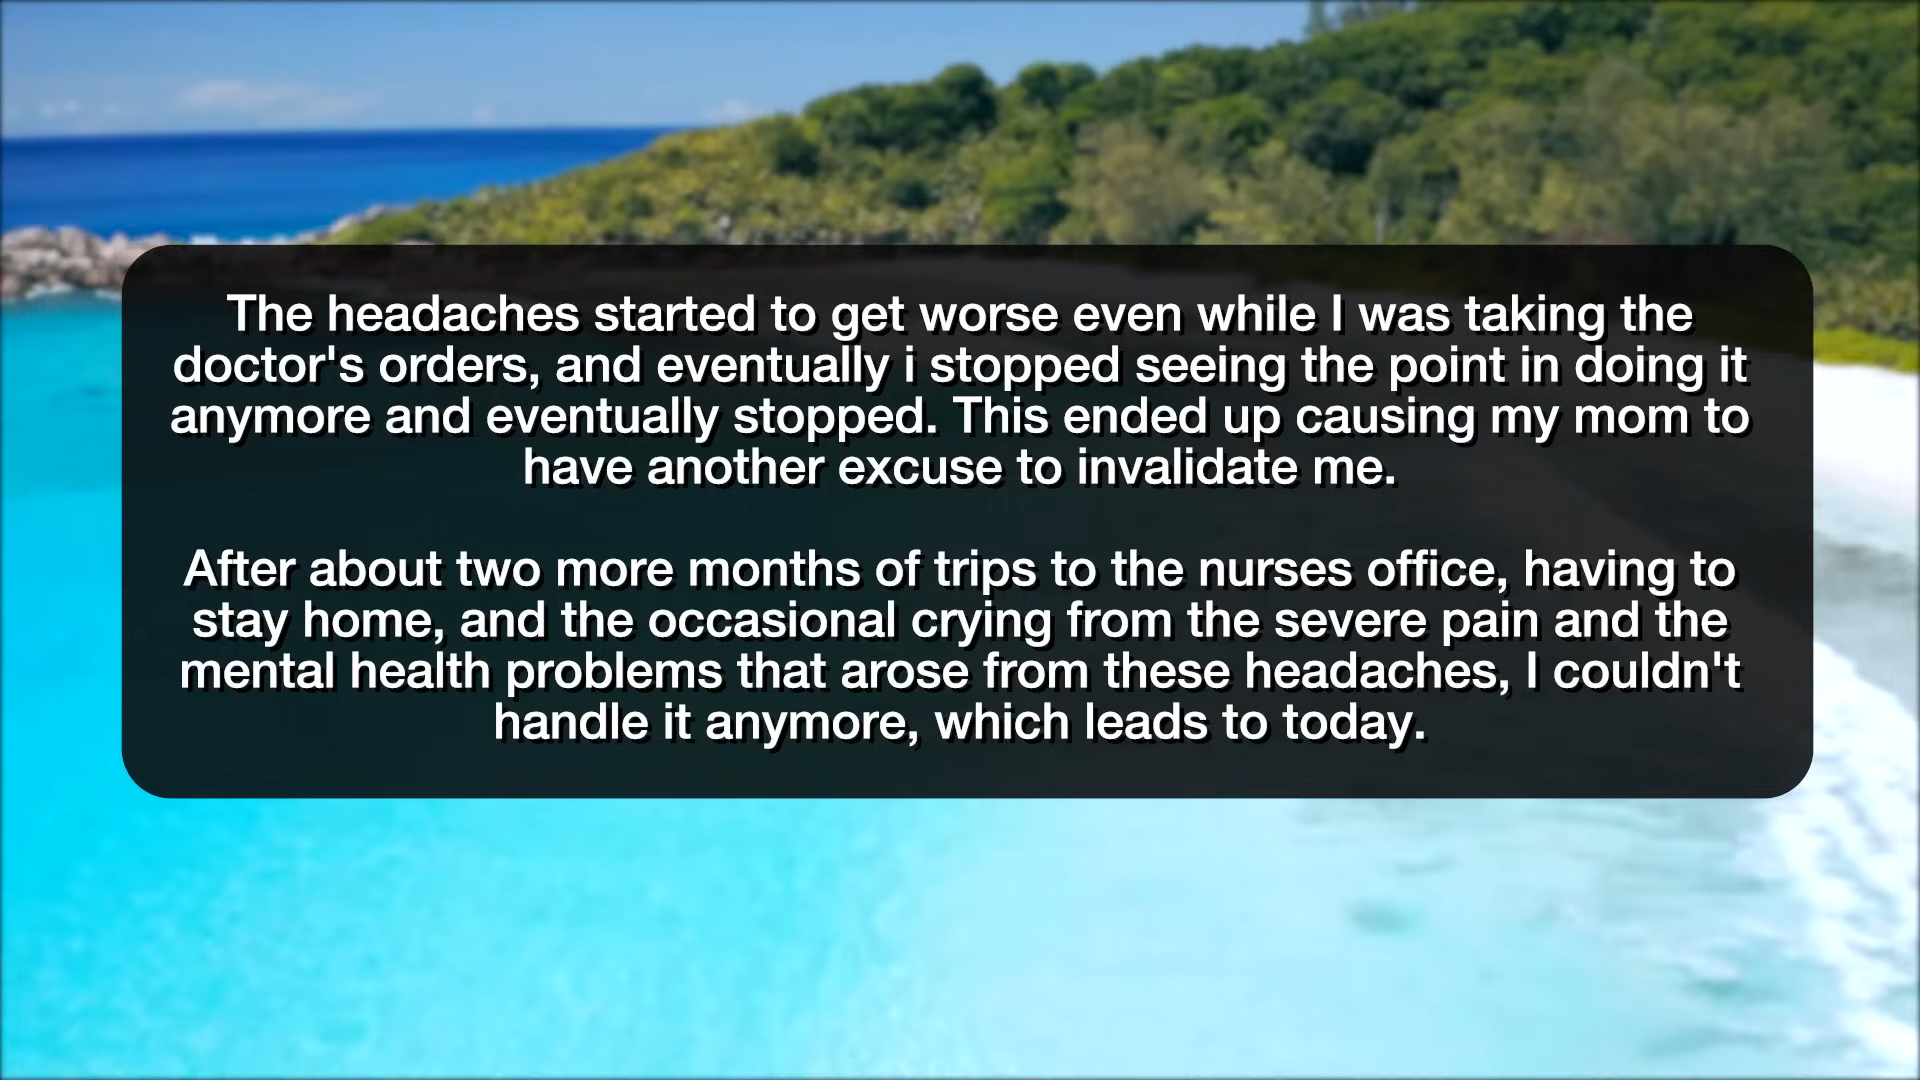 The headaches started to get worse even while I was taking the
doctor's orders, and eventually i stopped seeing the point in doing it
anymore and eventually stopped. This ended up causing my mom to
have another excuse to invalidate me.
After about two more months of trips to the nurses office, having to
stay home, and the occasional crying from the severe pain and the
mental health problems that arose from these headaches, I couldn't
handle it anymore, which leads to today.